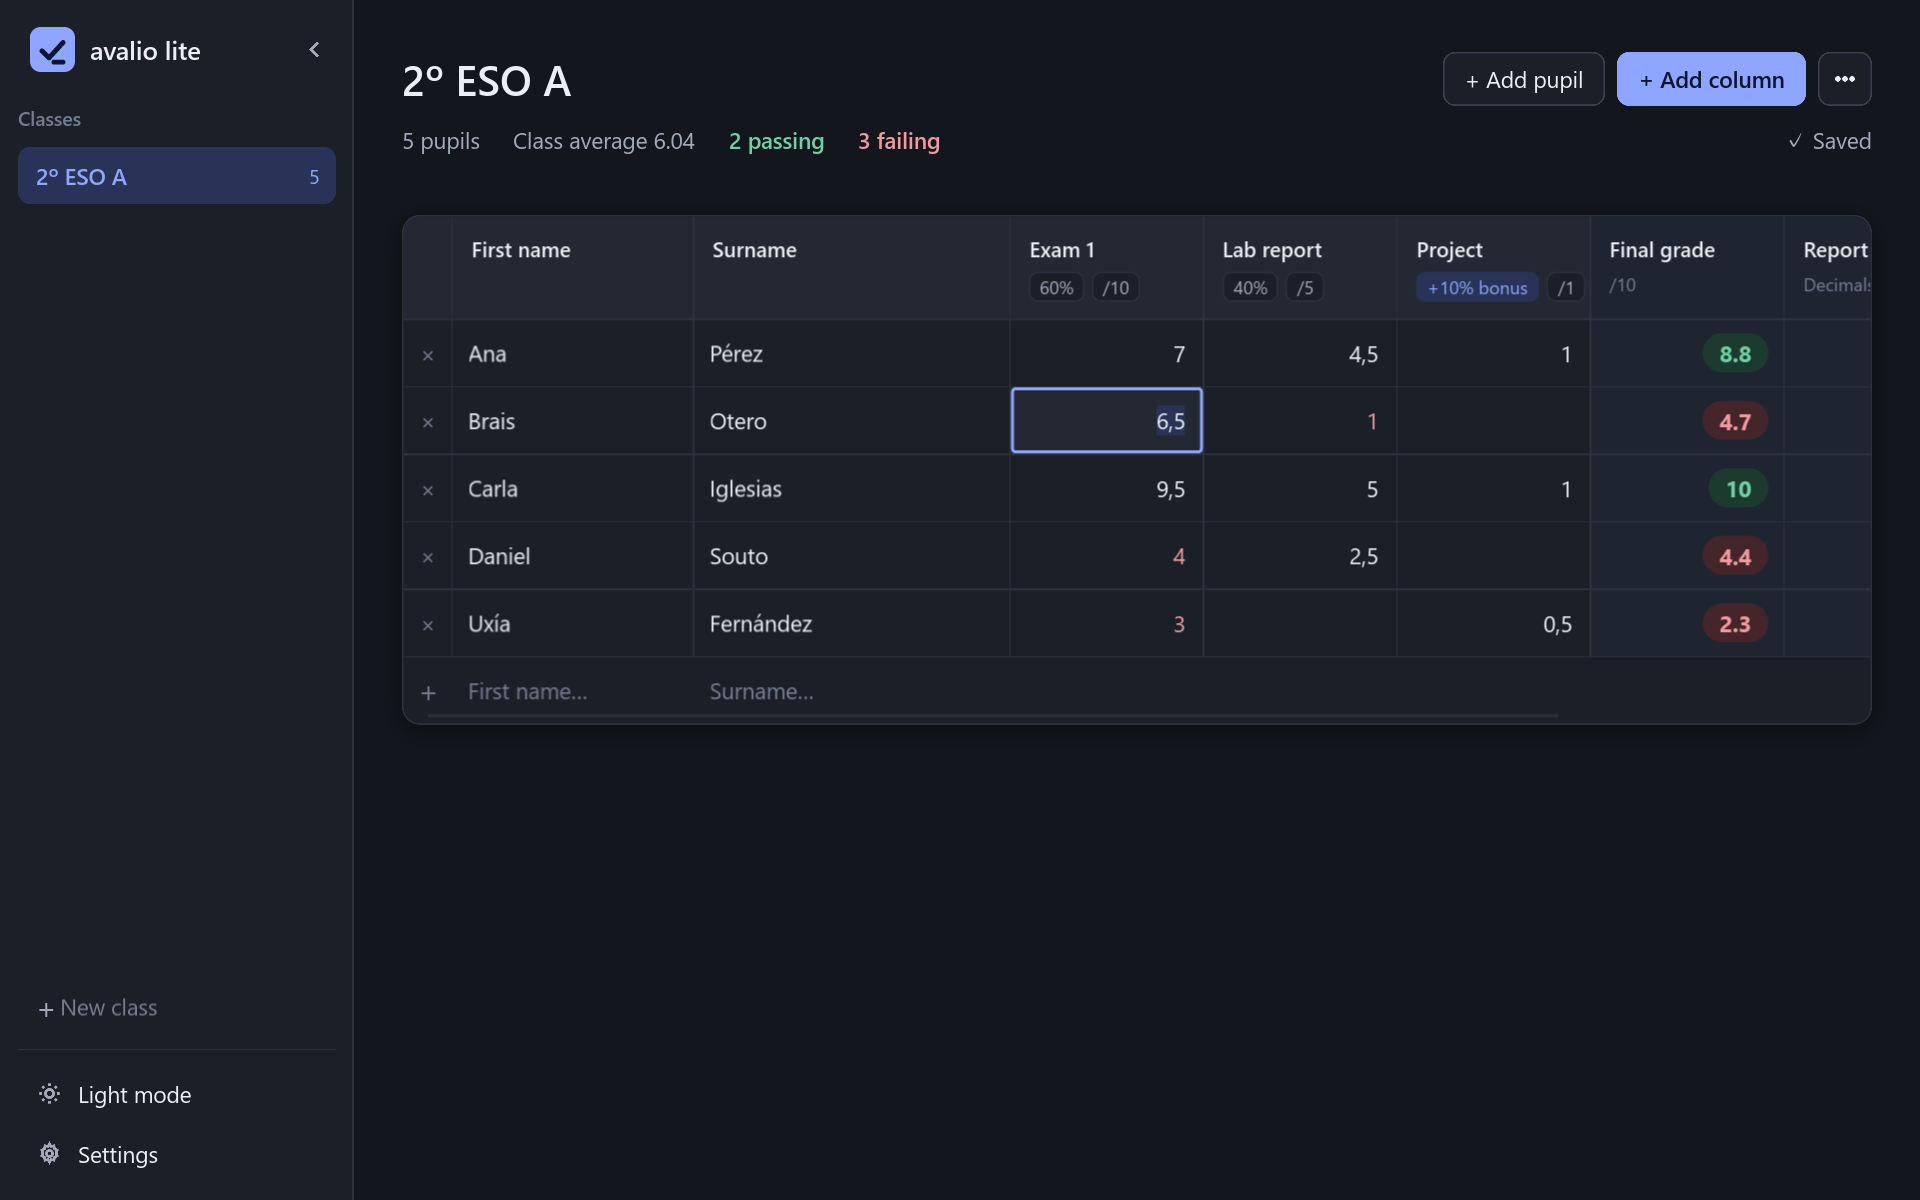 avalio lite
Classes
2º ESO A 5
+ New class
Light mode
Settings
2º ESO A
+ Add pupil + Add column
5 pupils Class average 6.04 2 passing 3 failing ✓ Saved
First name Surname Exam 1 Lab report Project Final grade Report
60% /10 40% /5 +10% bonus /1 /10 Decimals
× Ana Pérez 7 4,5 1 8.8
× Brais Otero 6,5 1 4.7
× Carla Iglesias 9,5 5 1 10
× Daniel Souto 4 2,5 4.4
× Uxía Fernández 3 0,5 2.3
+ First name... Surname...